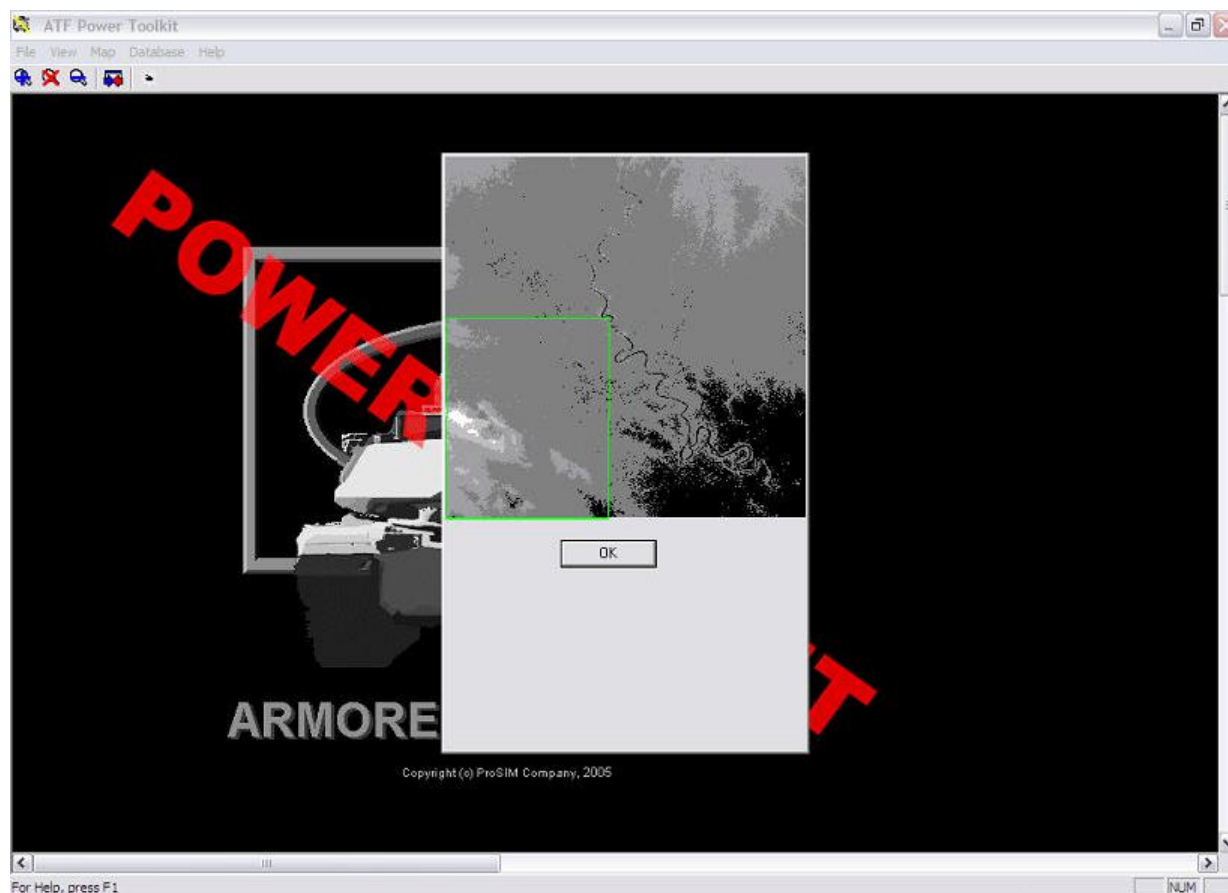 ATF Power Toolkit
File View Map Database Help
POWER
OK
T
ARMORE
Copyright (c) ProSIM Company, 2005
For Help, press F1
NUM